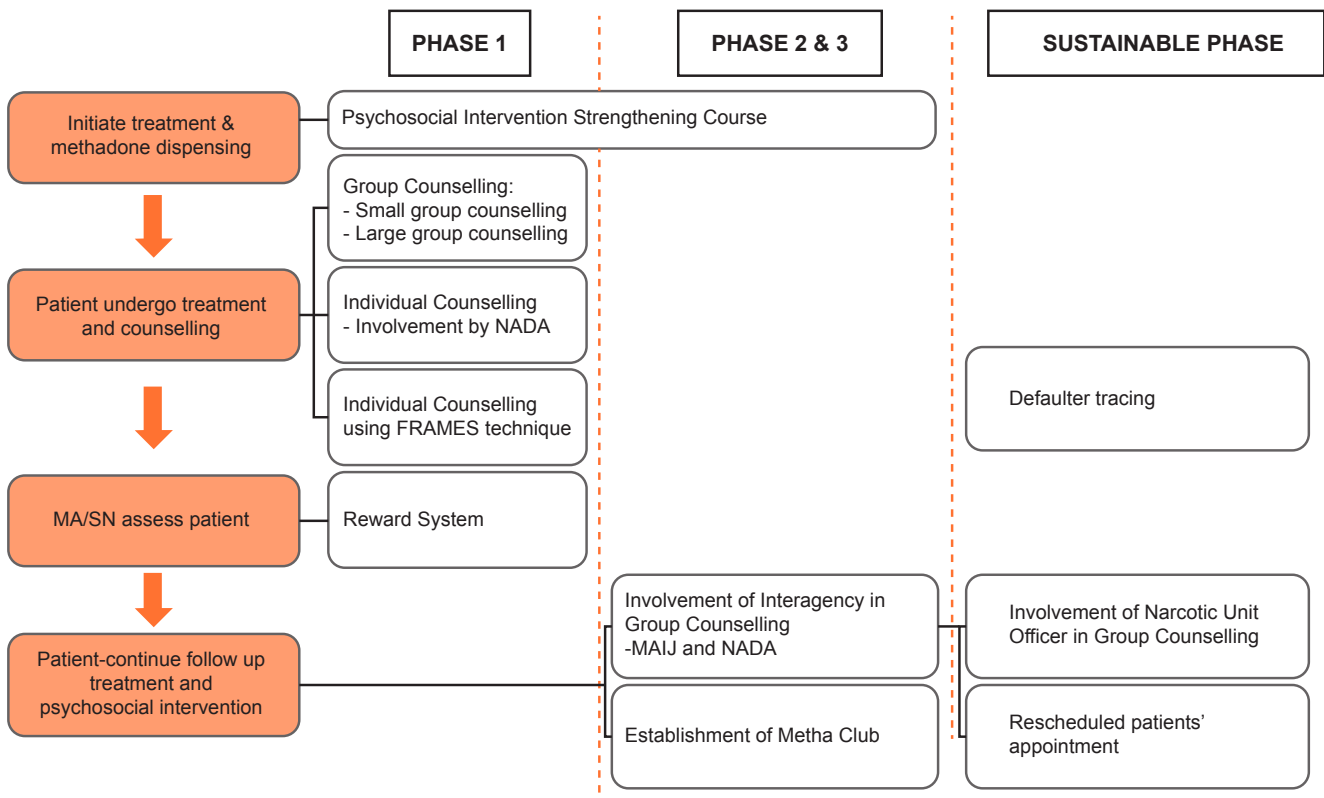 PHASE 1
PHASE 2 & 3
SUSTAINABLE PHASE
Initiate treatment &
methadone dispensing
Psychosocial Intervention Strengthening Course
Group Counselling:
- Small group counselling
- Large group counselling
Patient undergo treatment
and counselling
Individual Counselling
- Involvement by NADA
Individual Counselling
using FRAMES technique
Defaulter tracing
MA/SN assess patient
Reward System
Patient-continue follow up
treatment and
psychosocial intervention
Involvement of Interagency in
Group Counselling
-MAIJ and NADA
Involvement of Narcotic Unit
Officer in Group Counselling
Establishment of Metha Club
Rescheduled patients’
appointment